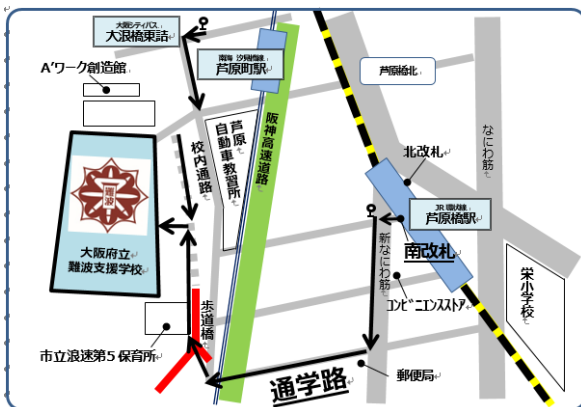 大阪シティバス
大浪橋東詰
南海 汐見橋線
芦原町駅
芦原橋北
A’ワーク創造館
校内通路
芦原
自動車教習所
阪神高速道路
なにわ筋
北改札
JR環状線
芦原橋駅
南改札
新なにわ筋
コンビニエンスストア
栄小学校
難波
大阪府立
難波支援学校
歩道橋
市立浪速第5保育所
通学路
郵便局